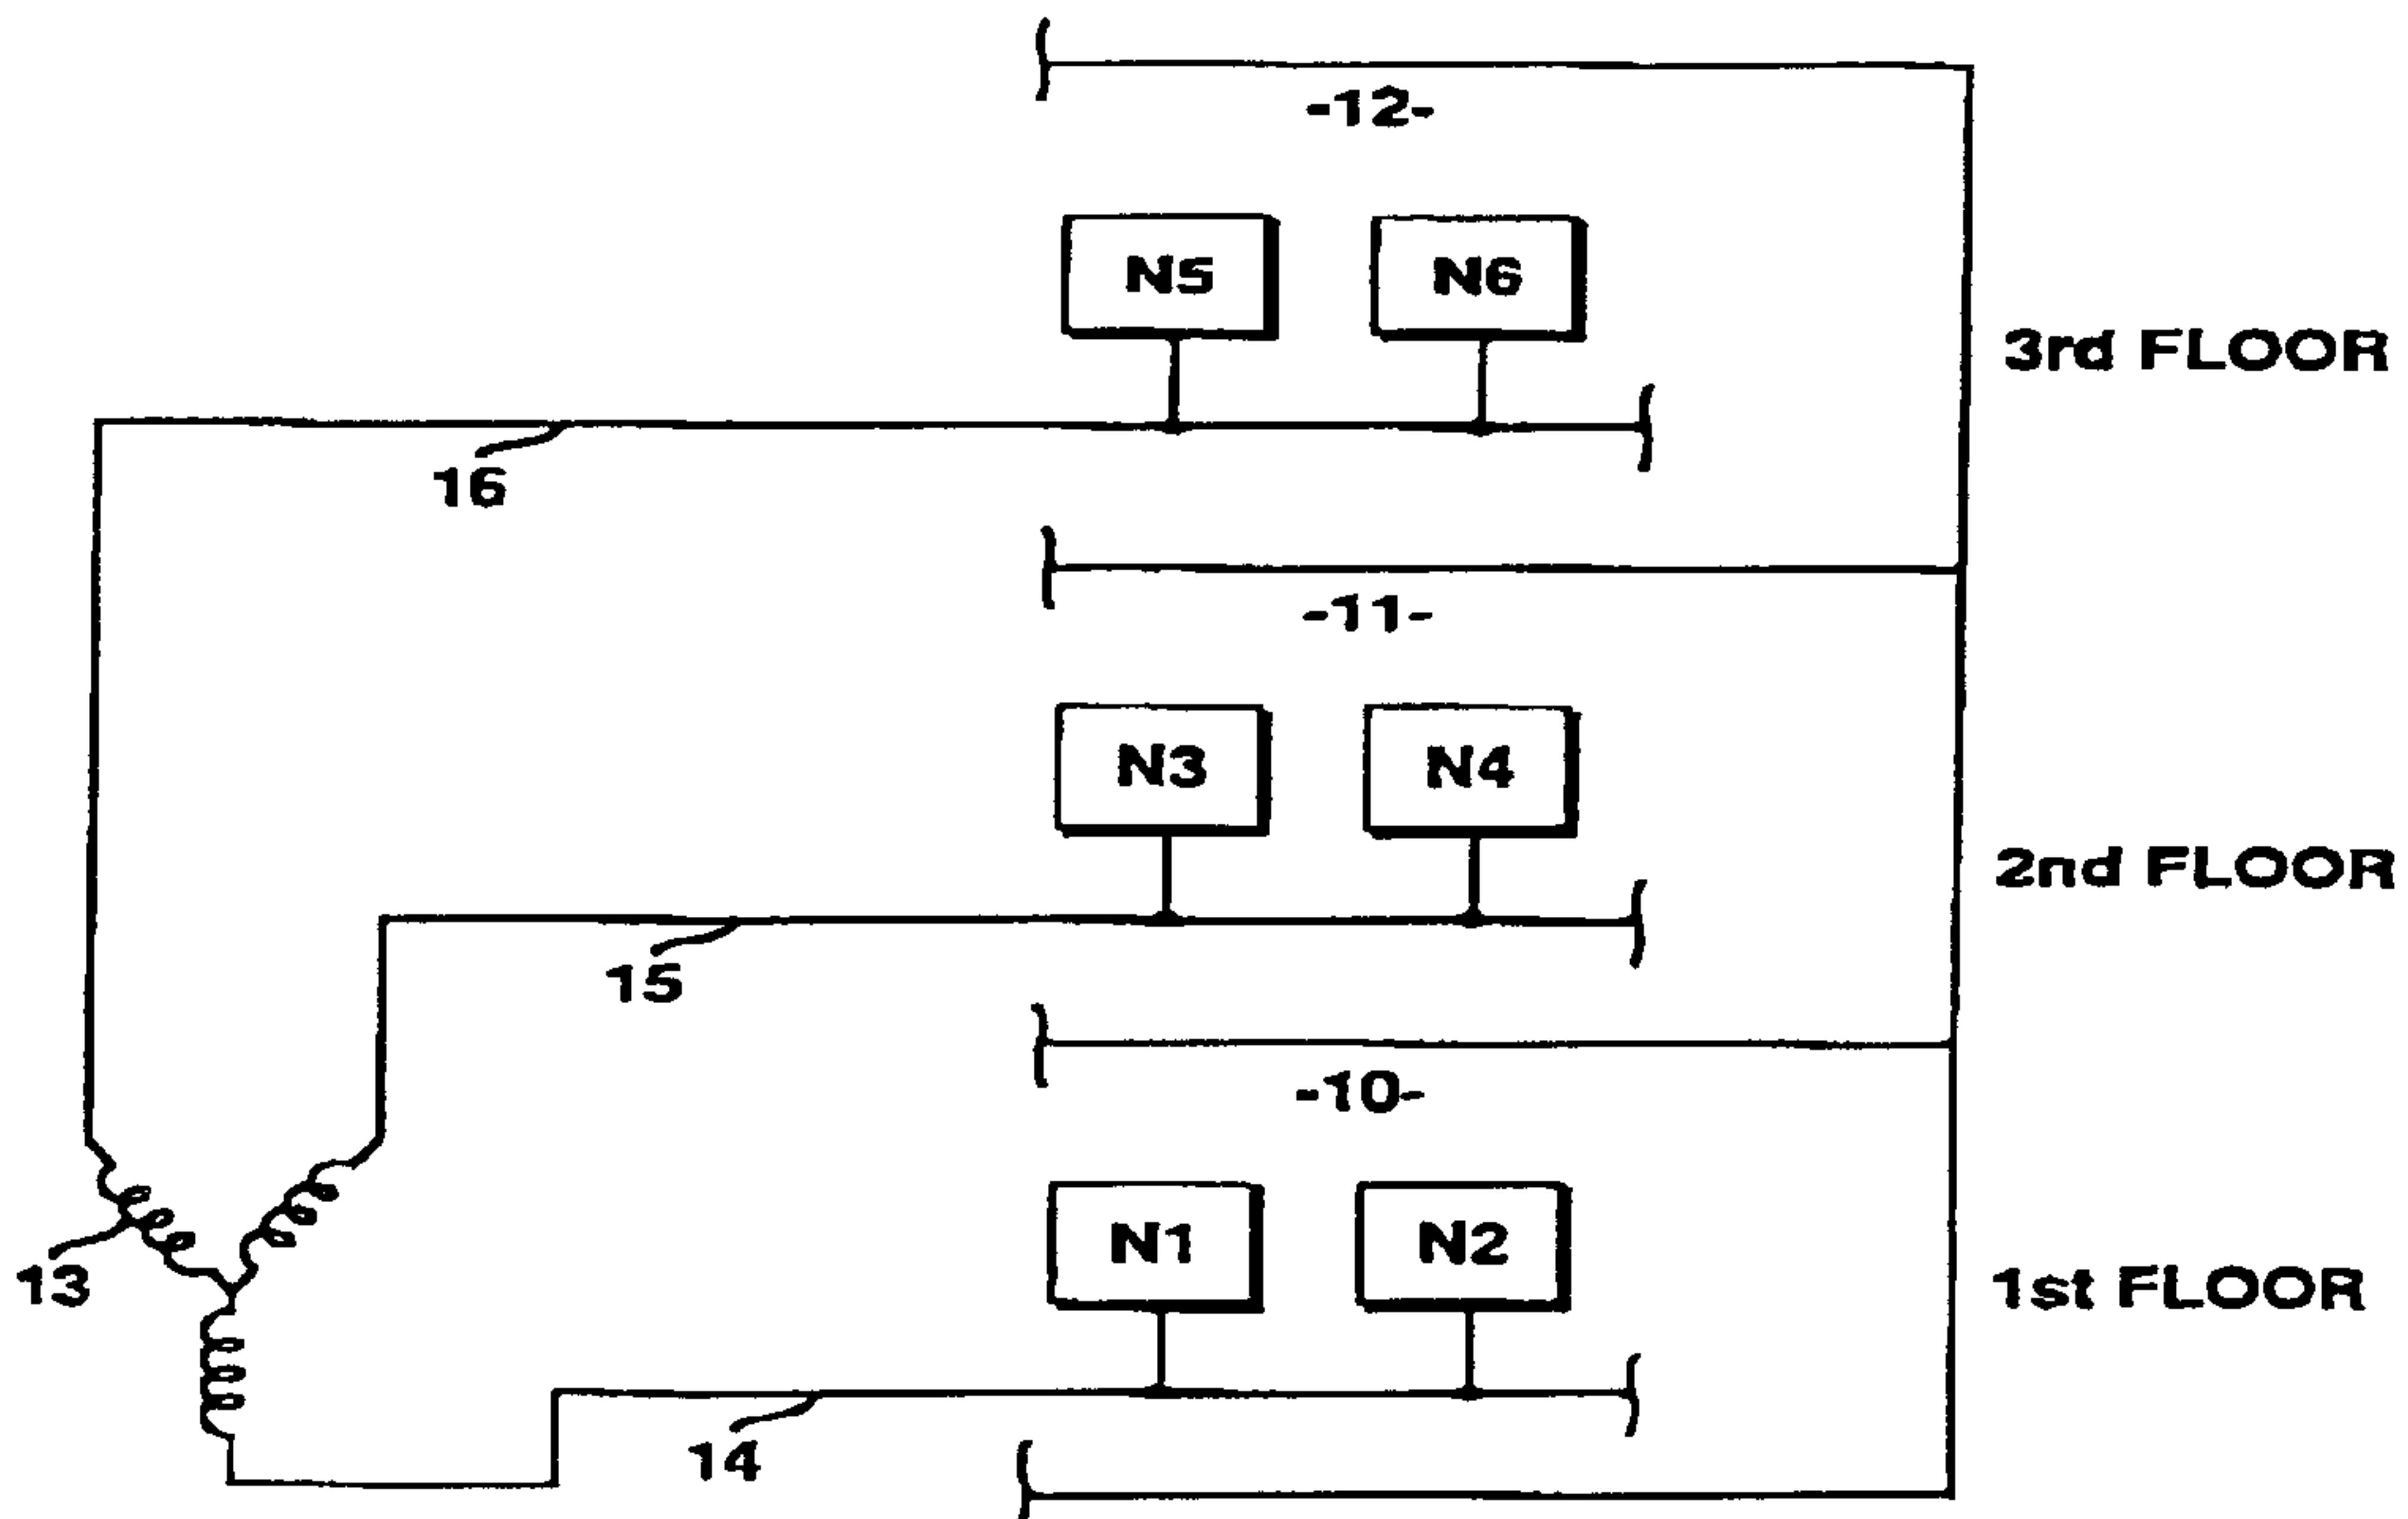 -12-
N5 N6
3rd FLOOR
16
-11-
N3 N4
2nd FLOOR
15
-10-
N1 N2
13
1st FLOOR
14